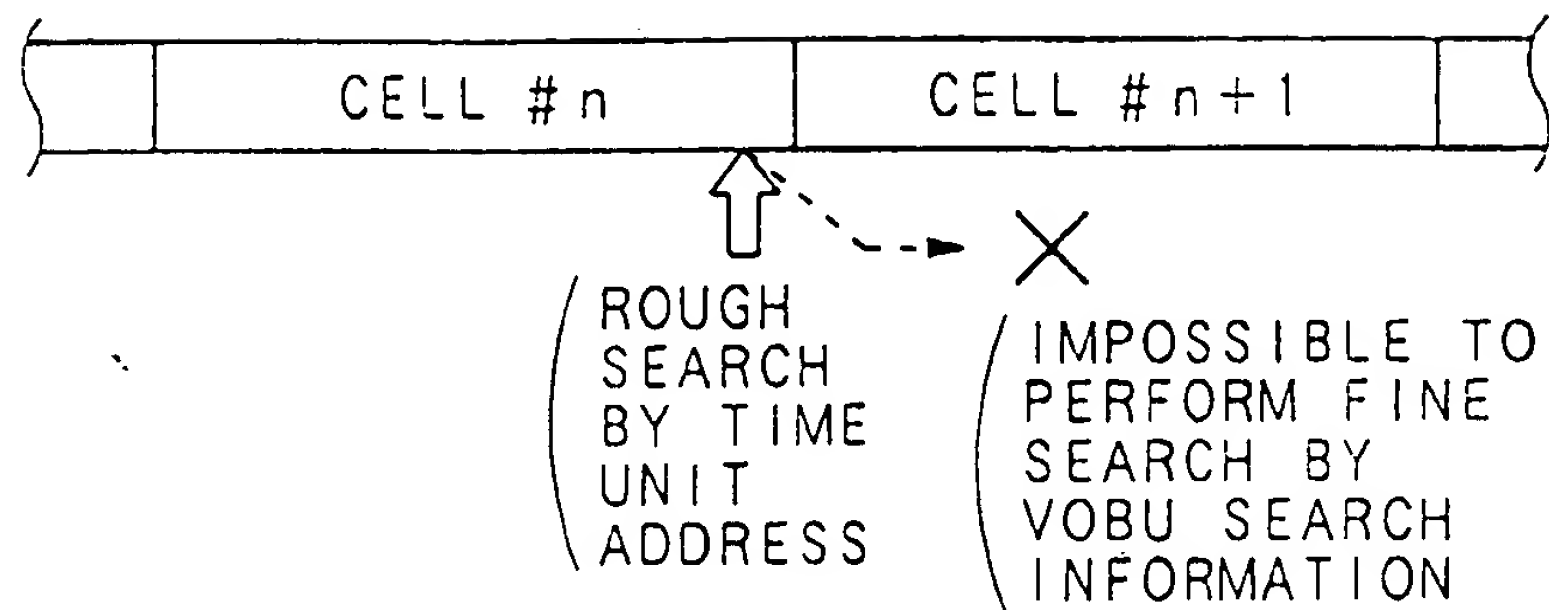 CELL #n
CELL #n+1
ROUGH
SEARCH
BY TIME
UNIT
ADDRESS
IMPOSSIBLE TO
PERFORM FINE
SEARCH BY
VOBU SEARCH
INFORMATION